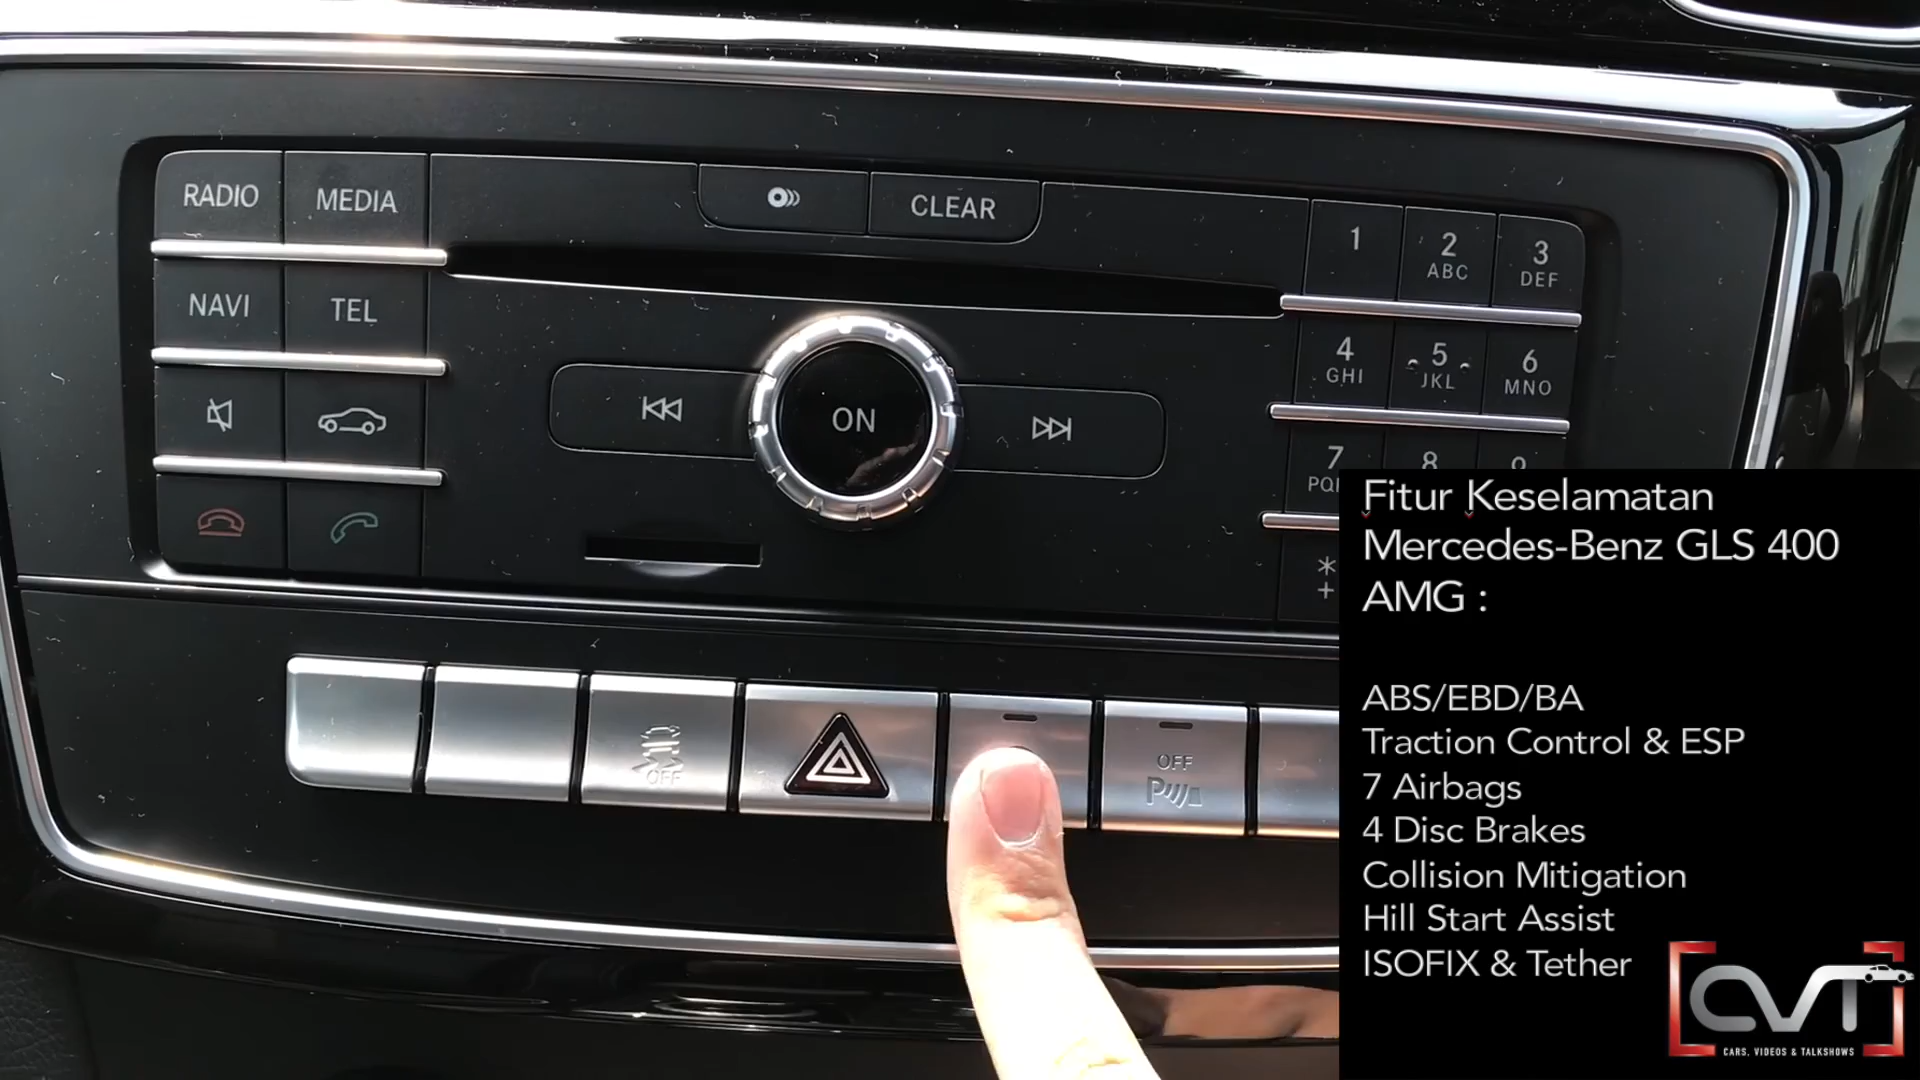 RADIO
MEDIA
CLEAR
1
2
ABC
3
DEF
NAVI
TEL
4
GHI
5
JKL
6
MNO
ON
7
8
*
+
OFF
OFF
P
Fitur Keselamatan
Mercedes-Benz GLS 400
AMG :
ABS/EBD/BA
Traction Control & ESP
7 Airbags
4 Disc Brakes
Collision Mitigation
Hill Start Assist
ISOFIX & Tether
CVT
CARS, VIDEOS & TALKSHOWS